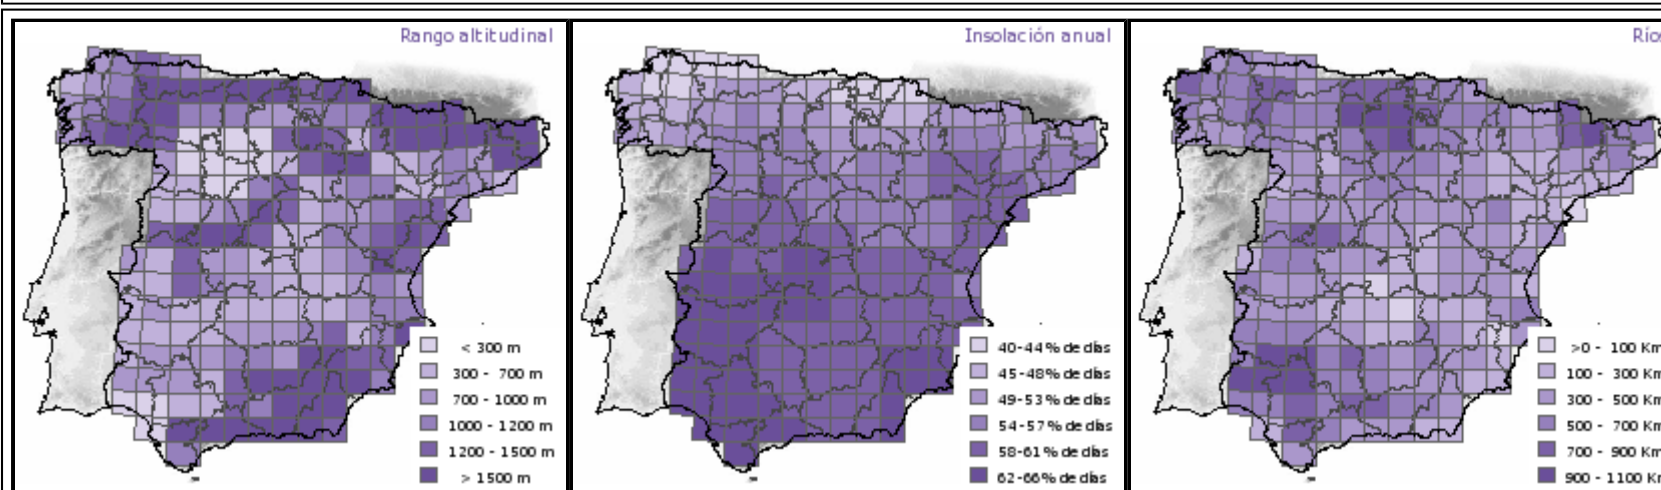 Rango altitudinal
< 300 m
300 - 700 m
700 - 1000 m
1000 - 1200 m
1200 - 1500 m
> 1500 m
Insolación anual
40-44% de días
45-48% de días
49-53% de días
54-57% de días
58-61% de días
62-66% de días
Ríos
>0 - 100 Km
100 - 300 Km
300 - 500 Km
500 - 700 Km
700 - 900 Km
900 - 1100 Km